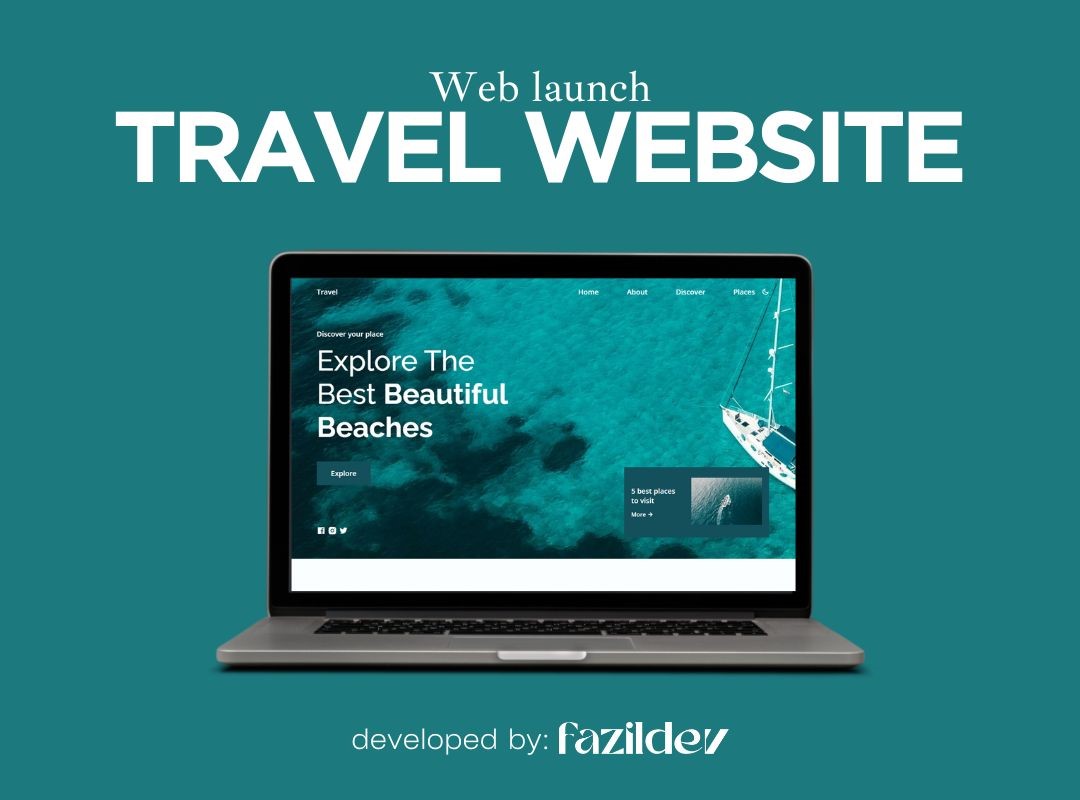 Web launch
TRAVEL WEBSITE
Travel
Home About Discover Places
Discover your place
Explore The
Best Beautiful
Beaches
Explore
5 best places
to visit
More →
developed by: fazildev